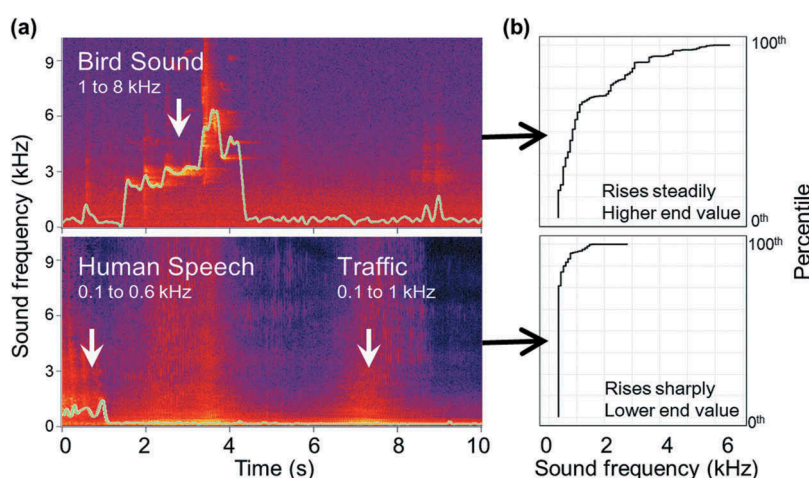 (a)
(b)
Bird Sound
1 to 8 kHz
9
6
3
0
Sound frequency (kHz)
100th
Rises steadily
Higher end value
0th
Percentile
Human Speech
0.1 to 0.6 kHz
Traffic
0.1 to 1 kHz
9
6
3
0
100th
Rises sharply
Lower end value
0th
0 2 4 6 8 10
Time (s)
0 2 4 6
Sound frequency (kHz)